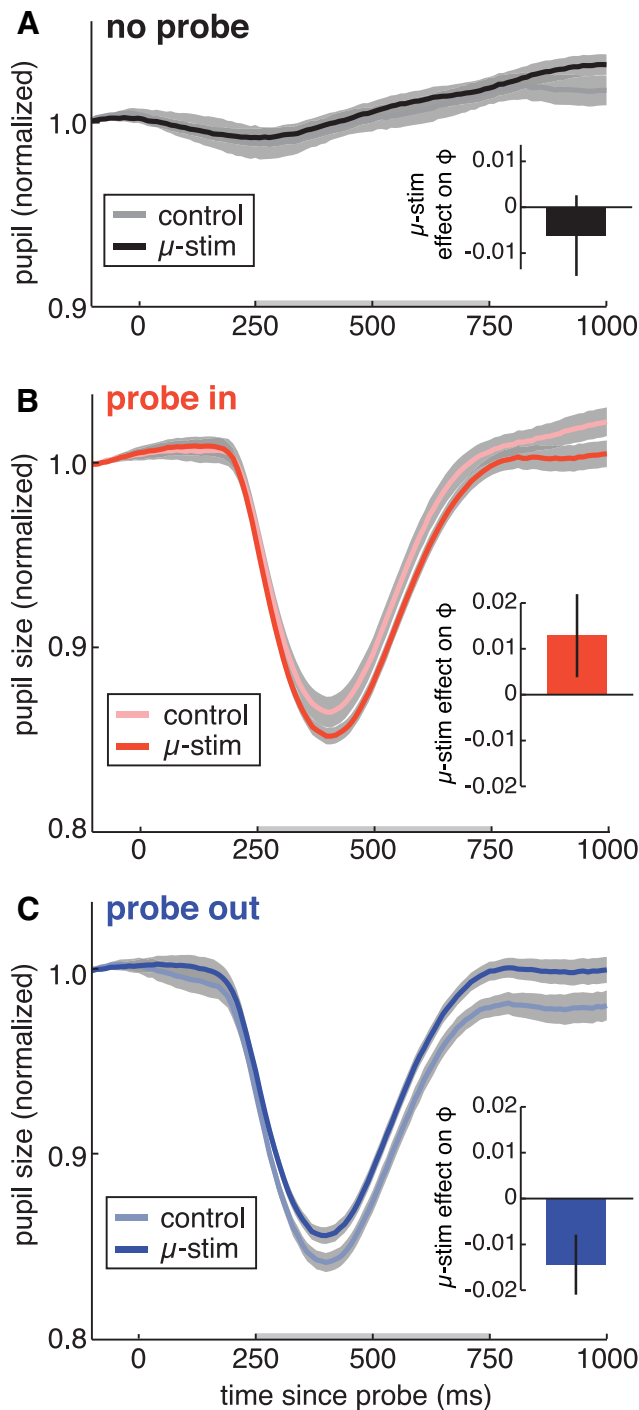 A
no probe
pupil (normalized)
1.0
0.9
control
µ-stim
µ-stim
effect on ϕ
0.01
0
-0.01
0
250
500
750
1000
B
probe in
pupil size (normalized)
1.0
0.9
0.8
control
µ-stim
µ-stim effect on ϕ
0.02
0.01
0
-0.01
-0.02
0
250
500
750
1000
C
probe out
pupil size (normalized)
1.0
0.9
0.8
control
µ-stim
µ-stim effect on ϕ
0.02
0.01
0
-0.01
-0.02
0
250
500
750
1000
time since probe (ms)